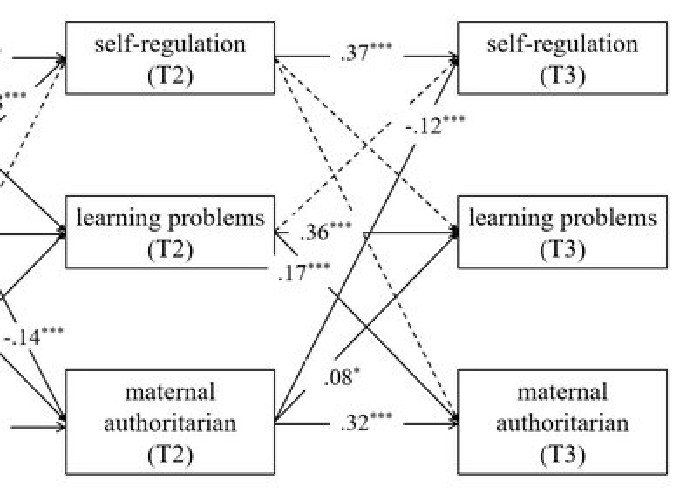 self-regulation
(T2)
.37***
self-regulation
(T3)
***
-.12***
learning problems
(T2)
.36***
learning problems
(T3)
.17***
-.14***
.08*
maternal
authoritarian
(T2)
.32***
maternal
authoritarian
(T3)